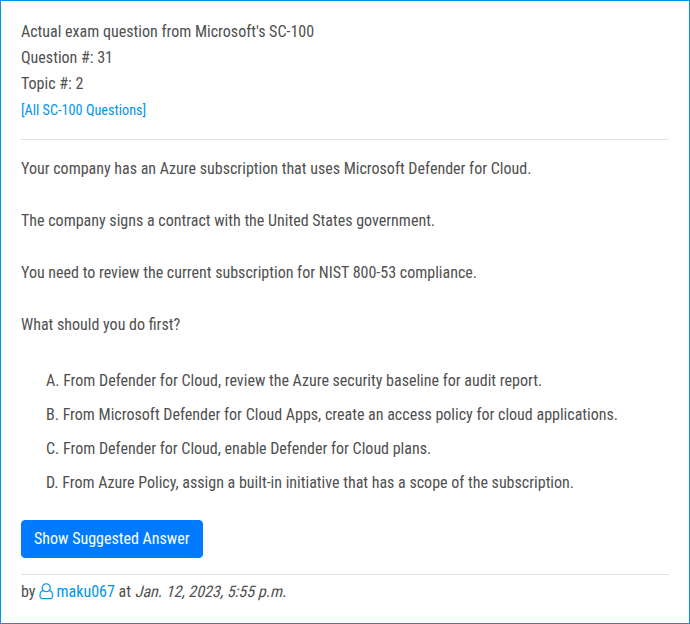 Actual exam question from Microsoft's SC-100
Question #: 31
Topic #: 2
[All SC-100 Questions]
Your company has an Azure subscription that uses Microsoft Defender for Cloud.
The company signs a contract with the United States government.
You need to review the current subscription for NIST 800-53 compliance.
What should you do first?
A. From Defender for Cloud, review the Azure security baseline for audit report.
B. From Microsoft Defender for Cloud Apps, create an access policy for cloud applications.
C. From Defender for Cloud, enable Defender for Cloud plans.
D. From Azure Policy, assign a built-in initiative that has a scope of the subscription.
Show Suggested Answer
by maku067 at Jan. 12, 2023, 5:55 p.m.